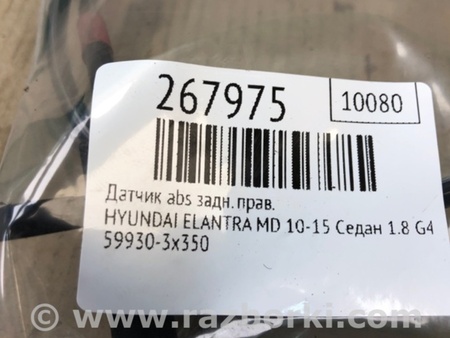 267975
10080
Датчик abs задн.прав.
HYUNDAI ELANTRA MD 10-15 Седан 1.8 G4
59930-3x350
© www.razborki.com